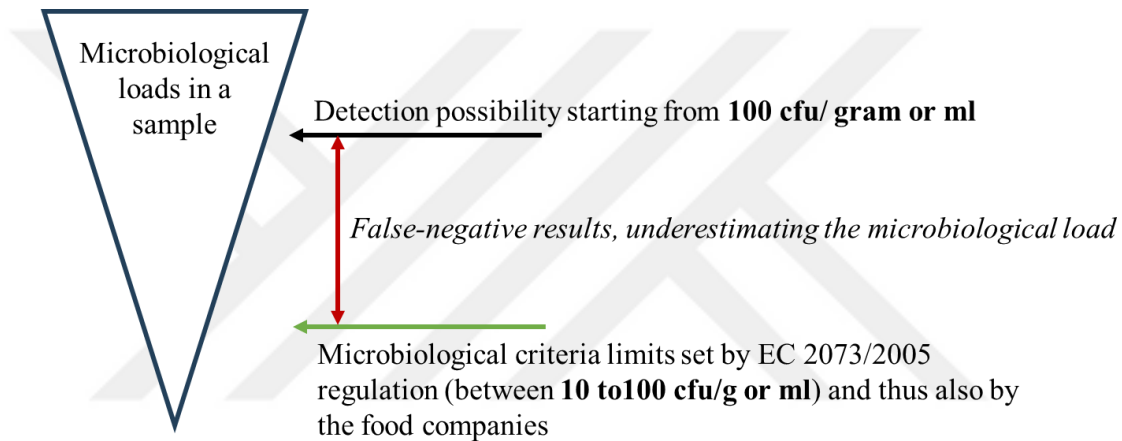 Microbiological
loads in a
sample
Detection possibility starting from 100 cfu/ gram or ml
False-negative results, underestimating the microbiological load
Microbiological criteria limits set by EC 2073/2005
regulation (between 10 to100 cfu/g or ml) and thus also by
the food companies